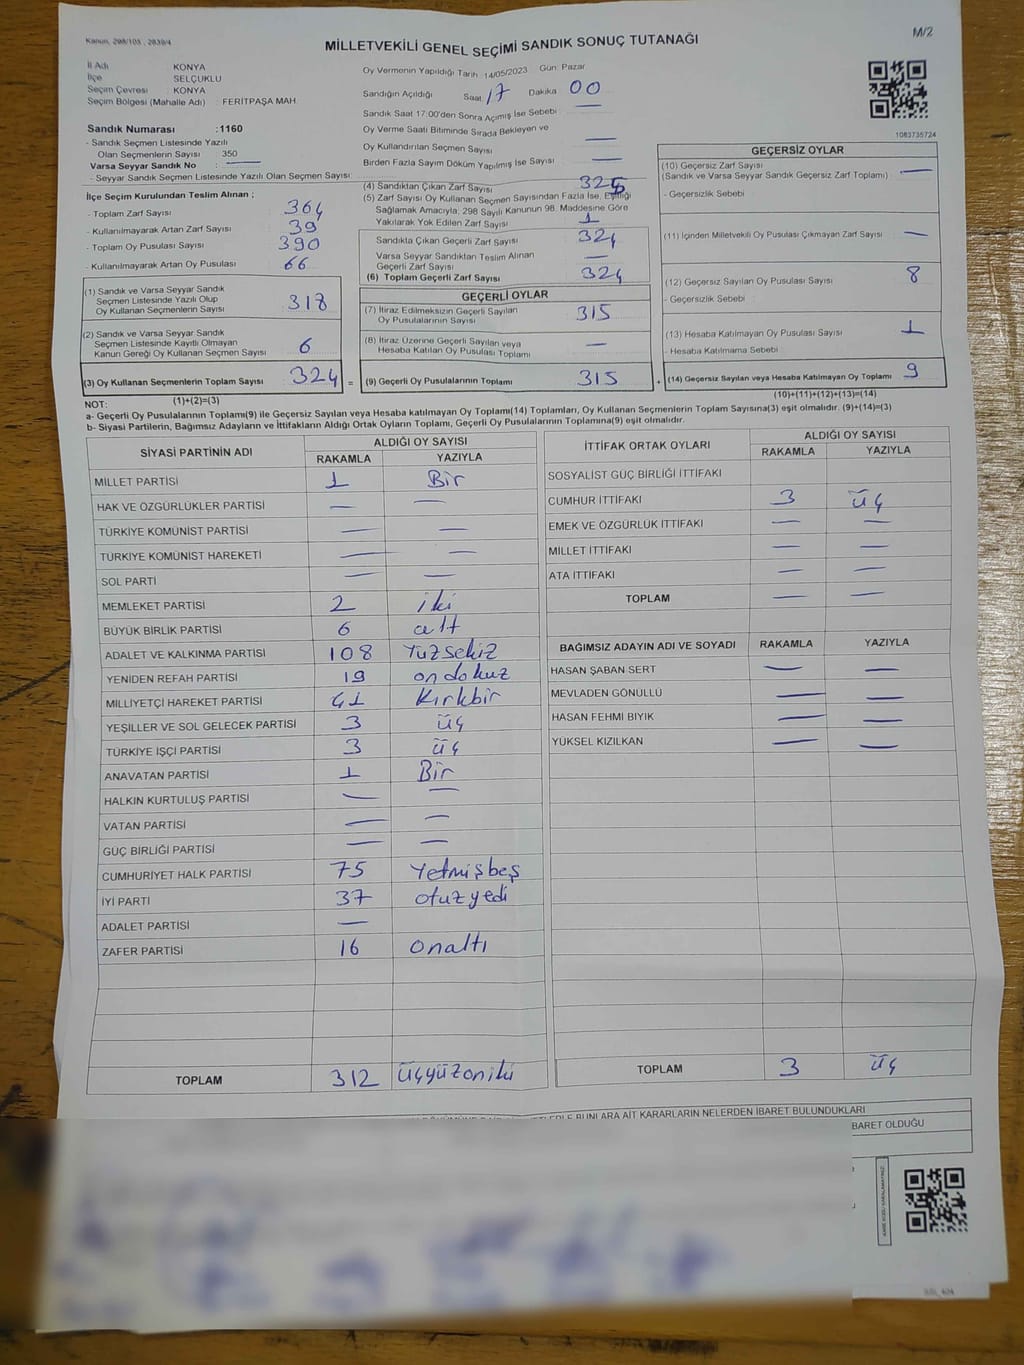 Kanun, 298/105 , 2839/4
MİLLETVEKİLİ GENEL SEÇİMİ SANDIK SONUÇ TUTANAĞI
M/2
İl Adı KONYA
İlçe SELÇUKLU
Seçim Çevresi : KONYA
Seçim Bölgesi (Mahalle Adı) : FERİTPAŞA MAH.
Sandık Numarası :1160
- Sandık Seçmen Listesinde Yazılı
Olan Seçmenlerin Sayısı 350
Varsa Seyyar Sandık No : —
- Seyyar Sandık Seçmen Listesinde Yazılı Olan Seçmen Sayısı:
İlçe Seçim Kurulundan Teslim Alınan ;
- Toplam Zarf Sayısı : 364
- Kullanılmayarak Artan Zarf Sayısı : 39
- Toplam Oy Pusulası Sayısı : 390
- Kullanılmayarak Artan Oy Pusulası : 66
(1) Sandık ve Varsa Seyyar Sandık
Seçmen Listesinde Yazılı Olup
Oy Kullanan Seçmenlerin Sayısı 318
(2) Sandık ve Varsa Seyyar Sandık
Seçmen Listesinde Kayıtlı Olmayan
Kanun Gereği Oy Kullanan Seçmen Sayısı 6
(3) Oy Kullanan Seçmenlerin Toplam Sayısı 324 =
(1)+(2)=(3)
Oy Vermenin Yapıldığı Tarih :14/05/2023 Gün: Pazar
Sandığın Açıldığı Saat 17 Dakika 00
Sandık Saat 17:00'den Sonra Açımış İse Sebebi : —
Oy Verme Saati Bitiminde Sırada Bekleyen ve
Oy Kullandırılan Seçmen Sayısı —
Birden Fazla Sayım Döküm Yapılmış İse Sayısı —
(4) Sandıktan Çıkan Zarf Sayısı 325
(5) Zarf Sayısı Oy Kullanan Seçmen Sayısından Fazla İse, Eşitliği
Sağlamak Amacıyla; 298 Sayılı Kanunun 98. Maddesine Göre
Yakılarak Yok Edilen Zarf Sayısı 1
Sandıkta Çıkan Geçerli Zarf Sayısı 324
Varsa Seyyar Sandıktan Teslim Alınan
Geçerli Zarf Sayısı —
(6) Toplam Geçerli Zarf Sayısı 324
GEÇERLİ OYLAR
(7) İtiraz Edilmeksizin Geçerli Sayılan
Oy Pusulalarının Sayısı 315
(8) İtiraz Üzerine Geçerli Sayılan veya
Hesaba Katılan Oy Pusulası Toplamı —
(9) Geçerli Oy Pusulalarının Toplamı 315 +
1083735724
GEÇERSİZ OYLAR
(10) Geçersiz Zarf Sayısı
(Sandık ve Varsa Seyyar Sandık Geçersiz Zarf Toplamı) —
- Geçersizlik Sebebi
(11) İçinden Milletvekili Oy Pusulası Çıkmayan Zarf Sayısı —
(12) Geçersiz Sayılan Oy Pusulası Sayısı 8
- Geçersizlik Sebebi
(13) Hesaba Katılmayan Oy Pusulası Sayısı 1
- Hesaba Katılmama Sebebi
(14) Geçersiz Sayılan veya Hesaba Katılmayan Oy Toplamı 9
(10)+(11)+(12)+(13)=(14)
NOT:
a- Geçerli Oy Pusulalarının Toplamı(9) ile Geçersiz Sayılan veya Hesaba katılmayan Oy Toplamı(14) Toplamları, Oy Kullanan Seçmenlerin Toplam Sayısına(3) eşit olmalıdır. (9)+(14)=(3)
b- Siyasi Partilerin, Bağımsız Adayların ve İttifakların Aldığı Ortak Oyların Toplamı, Geçerli Oy Pusulalarının Toplamına(9) eşit olmalıdır.
SİYASİ PARTİNİN ADI ALDIĞI OY SAYISI
RAKAMLA YAZIYLA
MİLLET PARTİSİ 1 Bir
HAK VE ÖZGÜRLÜKLER PARTİSİ — —
TÜRKİYE KOMÜNİST PARTİSİ — —
TÜRKİYE KOMÜNİST HAREKETİ — —
SOL PARTİ — —
MEMLEKET PARTİSİ 2 iki
BÜYÜK BİRLİK PARTİSİ 6 altı
ADALET VE KALKINMA PARTİSİ 108 Yüzsekiz
YENİDEN REFAH PARTİSİ 19 ondokuz
MİLLİYETÇİ HAREKET PARTİSİ 41 Kırkbir
YEŞİLLER VE SOL GELECEK PARTİSİ 3 üç
TÜRKİYE İŞÇİ PARTİSİ 3 üç
ANAVATAN PARTİSİ 1 Bir
HALKIN KURTULUŞ PARTİSİ — —
VATAN PARTİSİ — —
GÜÇ BİRLİĞİ PARTİSİ — —
CUMHURİYET HALK PARTİSİ 75 Yetmişbeş
İYİ PARTİ 37 otuzyedi
ADALET PARTİSİ —
ZAFER PARTİSİ 16 onaltı
TOPLAM 312 üçyüzoniki
İTTİFAK ORTAK OYLARI ALDIĞI OY SAYISI
RAKAMLA YAZIYLA
SOSYALİST GÜÇ BİRLİĞİ İTTİFAKI
CUMHUR İTTİFAKI 3 üç
EMEK VE ÖZGÜRLÜK İTTİFAKI — —
MİLLET İTTİFAKI — —
ATA İTTİFAKI — —
TOPLAM — —
BAĞIMSIZ ADAYIN ADI VE SOYADI RAKAMLA YAZIYLA
HASAN ŞABAN SERT — —
MEVLADEN GÖNÜLLÜ — —
HASAN FEHMI BIYIK — —
YÜKSEL KIZILKAN — —
TOPLAM 3 üç
BUNLARA AİT KARARLARIN NELERDEN İBARET BULUNDUKLARI
BARET OLDUĞU